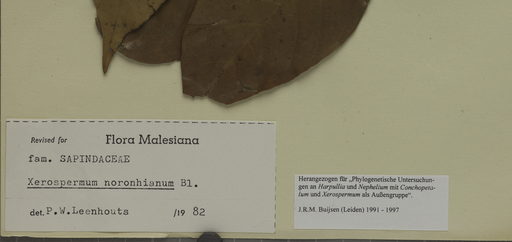 Revised for Flora Malesiana
fam. SAPINDACEAE
Xerospermum noronhianum Bl.
det. P.W.Leenhouts /19 82
Herangezogen für „Phylogenetische Untersuchun-
gen an Harpullia und Nephelium mit Conchopeta-
lum und Xerospermum als Außengruppe“.
J.R.M. Buijsen (Leiden) 1991 - 1997